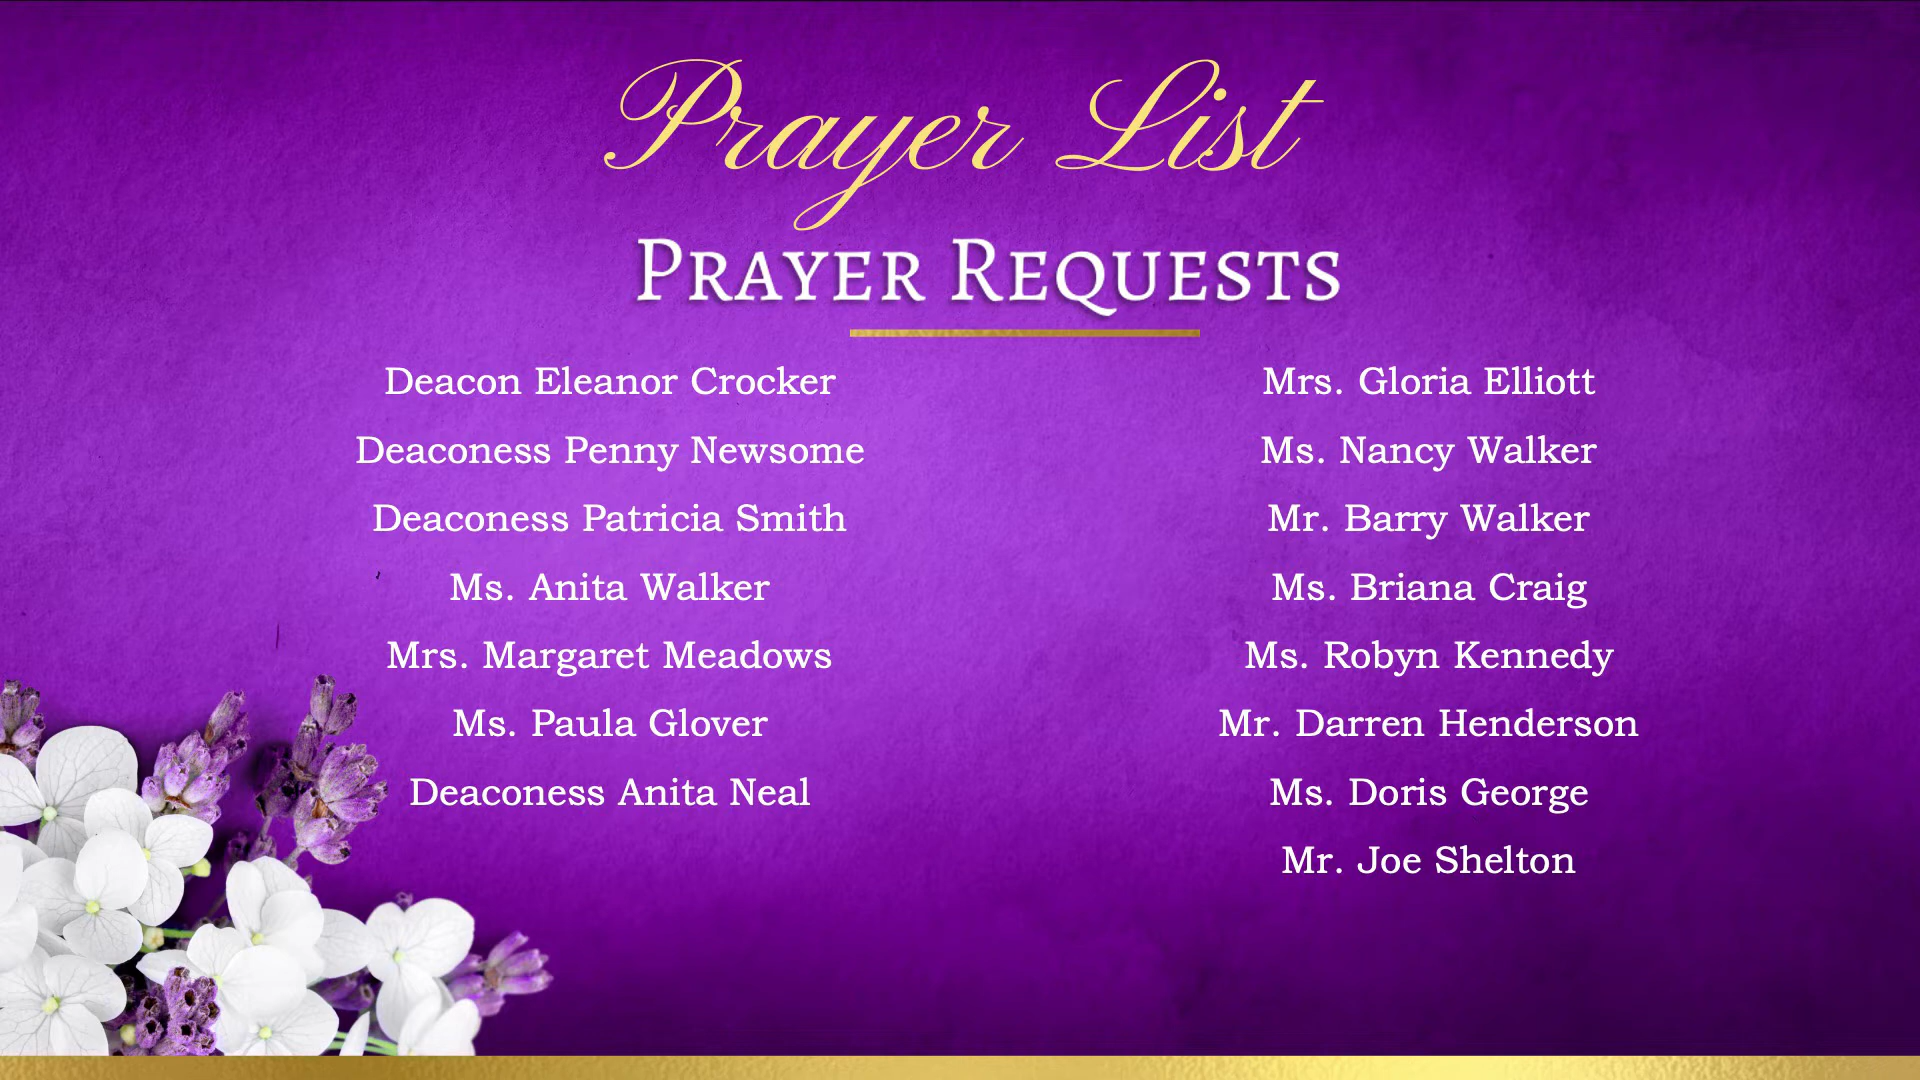 Prayer List
Prayer Requests
Deacon Eleanor Crocker
Deaconess Penny Newsome
Deaconess Patricia Smith
Ms. Anita Walker
Mrs. Margaret Meadows
Ms. Paula Glover
Deaconess Anita Neal
Mrs. Gloria Elliott
Ms. Nancy Walker
Mr. Barry Walker
Ms. Briana Craig
Ms. Robyn Kennedy
Mr. Darren Henderson
Ms. Doris George
Mr. Joe Shelton